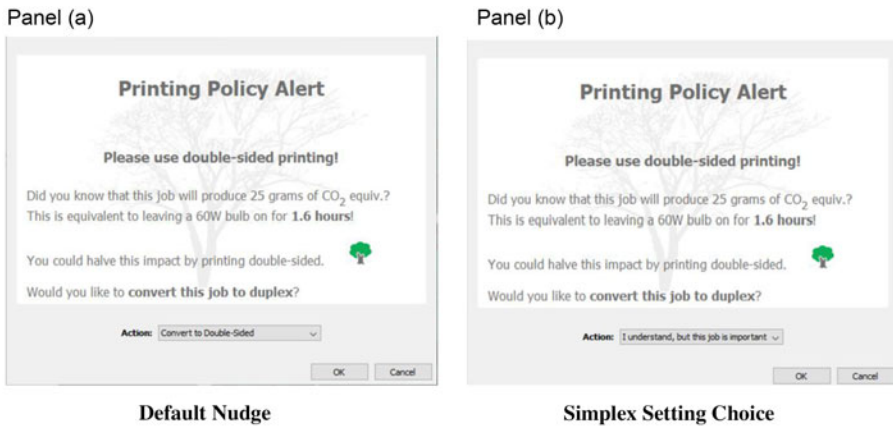 Panel (a)
Printing Policy Alert
Please use double-sided printing!
Did you know that this job will produce 25 grams of CO2 equiv.?
This is equivalent to leaving a 60W bulb on for 1.6 hours!
You could halve this impact by printing double-sided.
Would you like to convert this job to duplex?
Action: Convert to Double-Sided
OK Cancel
Default Nudge
Panel (b)
Printing Policy Alert
Please use double-sided printing!
Did you know that this job will produce 25 grams of CO2 equiv.?
This is equivalent to leaving a 60W bulb on for 1.6 hours!
You could halve this impact by printing double-sided.
Would you like to convert this job to duplex?
Action: I understand, but this job is important
OK Cancel
Simplex Setting Choice